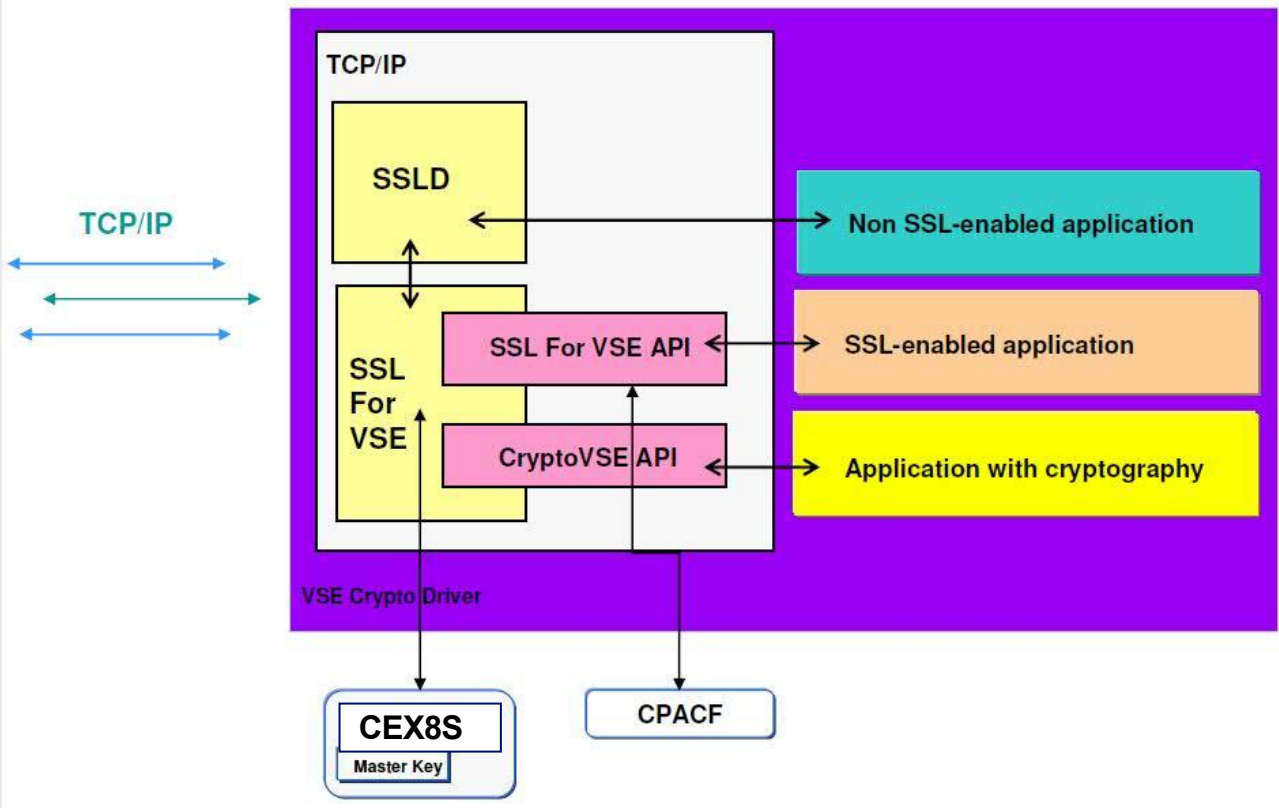 TCP/IP
TCP/IP
SSLD
Non SSL-enabled application
SSL For VSE API
SSL-enabled application
SSL
For
VSE
CryptoVSE API
Application with cryptography
VSE Crypto Driver
CEX8S
Master Key
CPACF